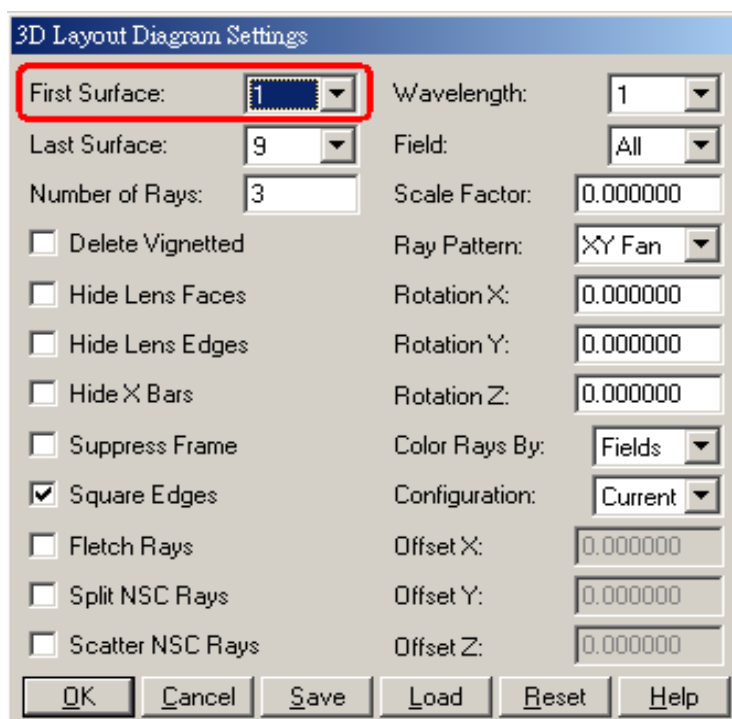 3D Layout Diagram Settings
First Surface: 1 Wavelength: 1
Last Surface: 9 Field: All
Number of Rays: 3 Scale Factor: 0.000000
Delete Vignetted Ray Pattern: XY Fan
Hide Lens Faces Rotation X: 0.000000
Hide Lens Edges Rotation Y: 0.000000
Hide X Bars Rotation Z: 0.000000
Suppress Frame Color Rays By: Fields
Square Edges Configuration: Current
Fletch Rays Offset X: 0.000000
Split NSC Rays Offset Y: 0.000000
Scatter NSC Rays Offset Z: 0.000000
OK Cancel Save Load Reset Help